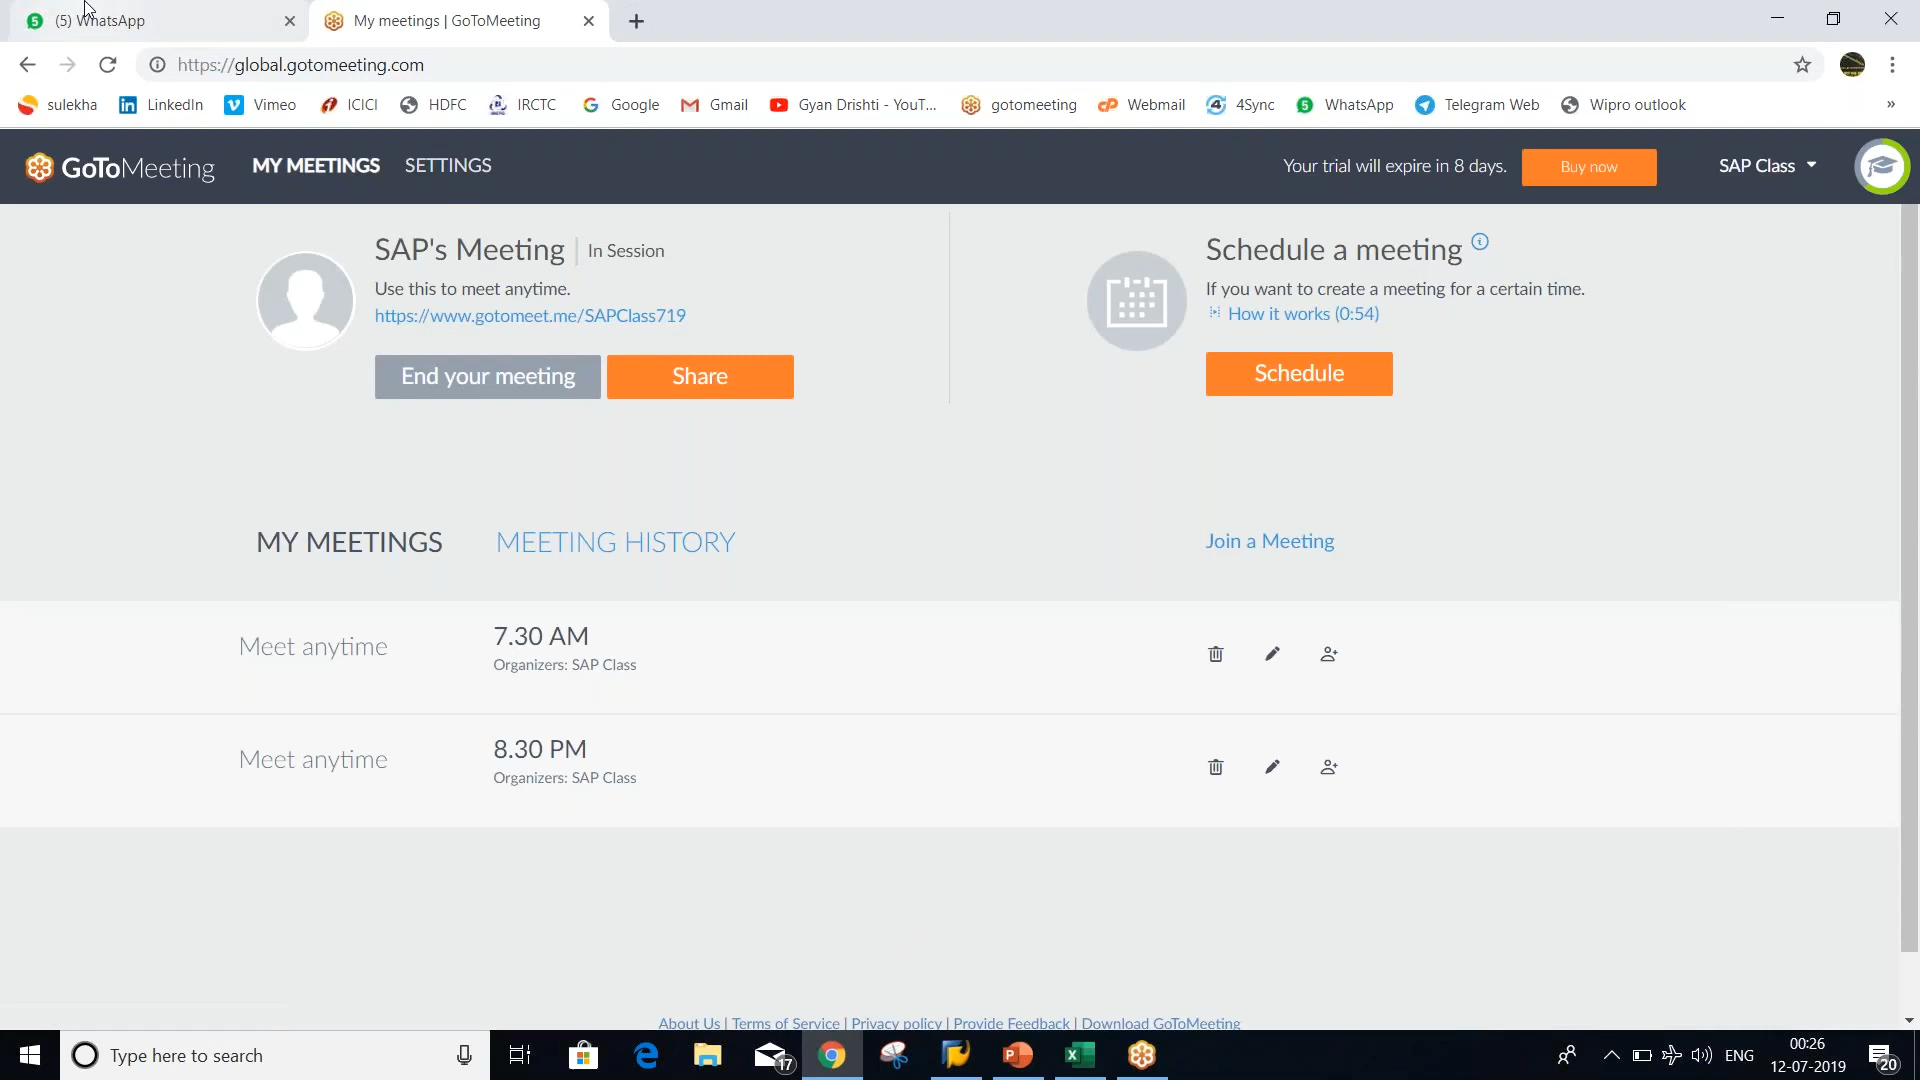 (5) WhatsApp
My meetings | GoToMeeting
https://global.gotomeeting.com
sulekha LinkedIn Vimeo ICICI HDFC IRCTC Google Gmail Gyan Drishti - YouT... gotomeeting Webmail 4Sync WhatsApp Telegram Web Wipro outlook »
GoToMeeting MY MEETINGS SETTINGS Your trial will expire in 8 days. Buy now SAP Class
SAP's Meeting | In Session
Use this to meet anytime.
https://www.gotomeet.me/SAPClass719
End your meeting Share
Schedule a meeting
If you want to create a meeting for a certain time.
How it works (0:54)
Schedule
MY MEETINGS MEETING HISTORY Join a Meeting
Meet anytime
7.30 AM
Organizers: SAP Class
Meet anytime
8.30 PM
Organizers: SAP Class
About Us | Terms of Service | Privacy policy | Provide Feedback | Download GoToMeeting
Type here to search
17
ENG
00:26
12-07-2019
20